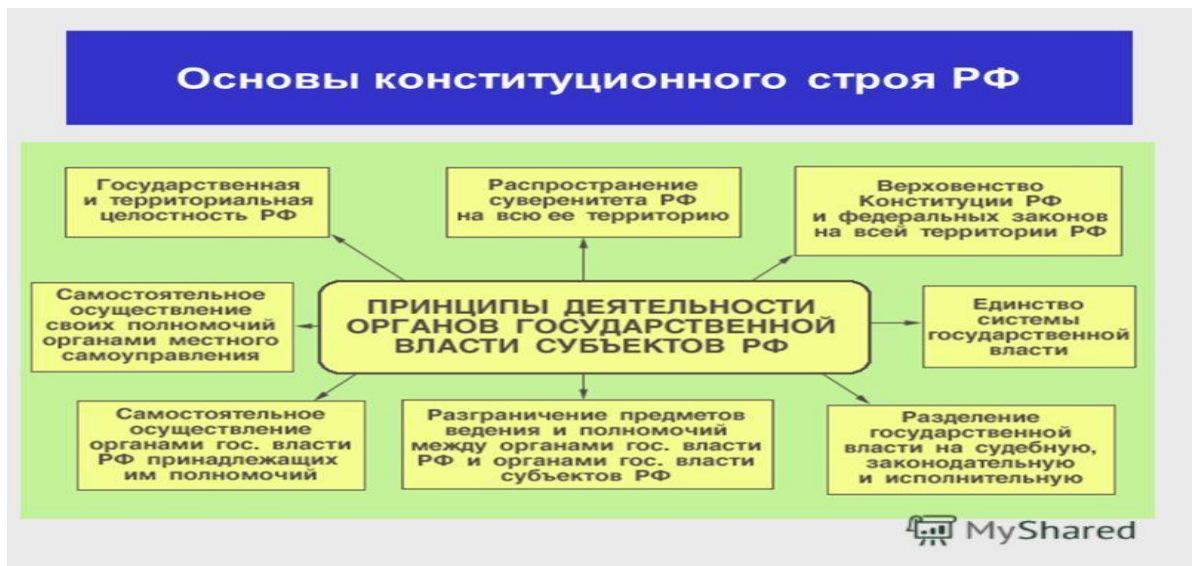 Основы конституционного строя РФ
Государственная
и территориальная
целостность РФ
Распространение
суверенитета РФ
на всю ее территорию
Верховенство
Конституции РФ
и федеральных законов
на всей территории РФ
Самостоятельное
осуществление
своих полномочий
органами местного
самоуправления
ПРИНЦИПЫ ДЕЯТЕЛЬНОСТИ
ОРГАНОВ ГОСУДАРСТВЕННОЙ
ВЛАСТИ СУБЪЕКТОВ РФ
Единство
системы
государственной
власти
Самостоятельное
осуществление
органами гос. власти
РФ принадлежащих
им полномочий
Разграничение предметов
ведения и полномочий
между органами гос. власти
РФ и органами гос. власти
субъектов РФ
Разделение
государственной
власти на судебную,
законодательную
и исполнительную
MyShared